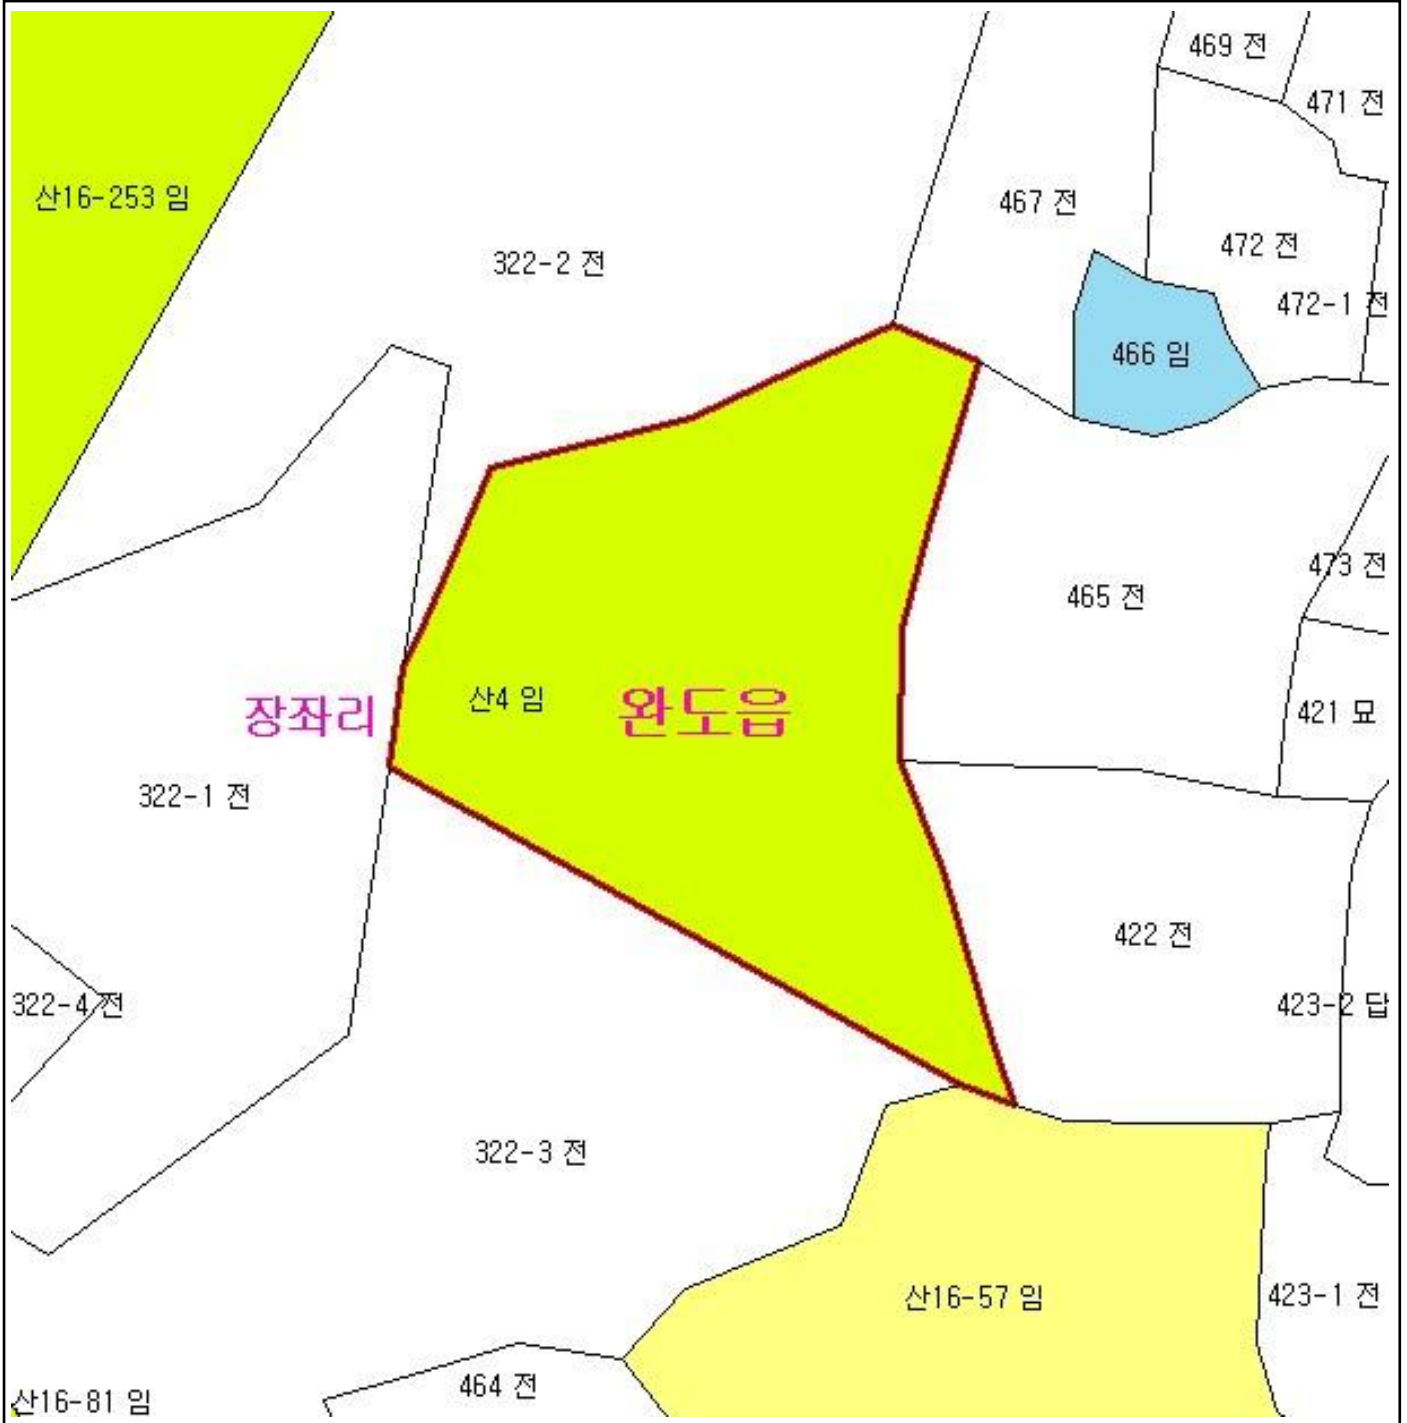 469 전
471 전
산16-253 임
467 전
472 전
322-2 전
472-1 전
466 임
473 전
465 전
산4 임
완도읍
장좌리
421 묘
322-1 전
422 전
322-4 전
423-2 답
322-3 전
산16-57 임
423-1 전
464 전
산16-81 임